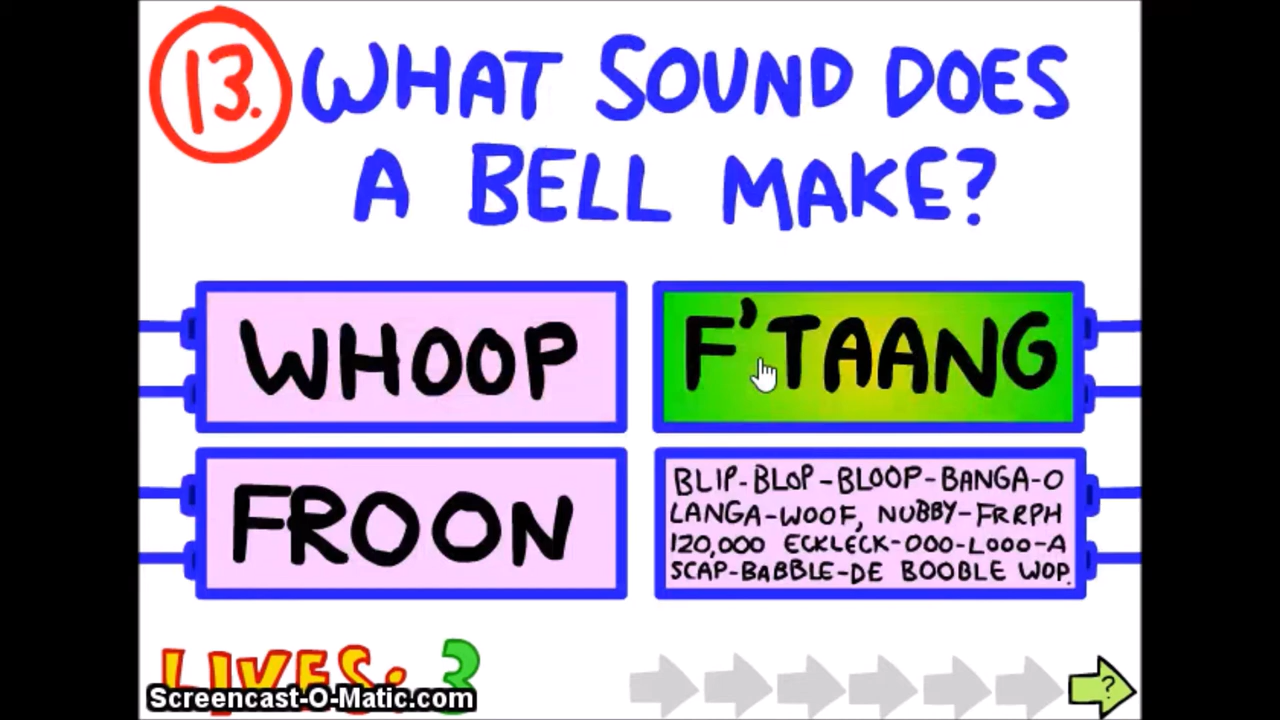 13. WHAT SOUND DOES
A BELL MAKE?
WHOOP
F'TAANG
FROON
BLIP-BLOP-BLOOP-BANGA-O
LANGA-WOOF, NUBBY-FRRPH
120,000 ECKLECK-OOO-LOOO-A
SCAP-BABBLE-DE BOOBLE WOP.
LIVES: 3
?
Screencast-O-Matic.com